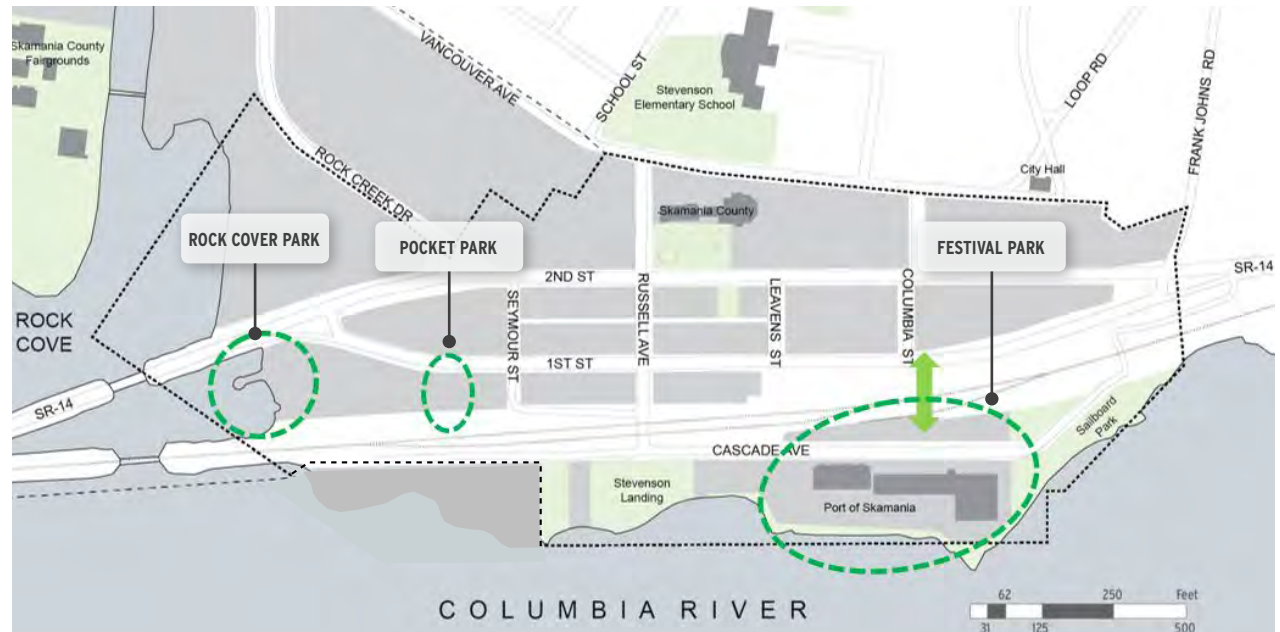 Skamania County
Fairgrounds
VANCOUVER AVE
SCHOOL ST
Stevenson
Elementary School
LOOP RD
FRANK JOHNS RD
City Hall
ROCK CREEK DR
Skamania County
ROCK COVER PARK
POCKET PARK
FESTIVAL PARK
2ND ST
SR-14
SEYMOUR ST
RUSSELL AVE
LEAVENS ST
COLUMBIA ST
ROCK
COVE
1ST ST
SR-14
Sailboard
Park
CASCADE AVE
Stevenson
Landing
Port of Skamania
COLUMBIA RIVER
62 250 Feet
31 125 500